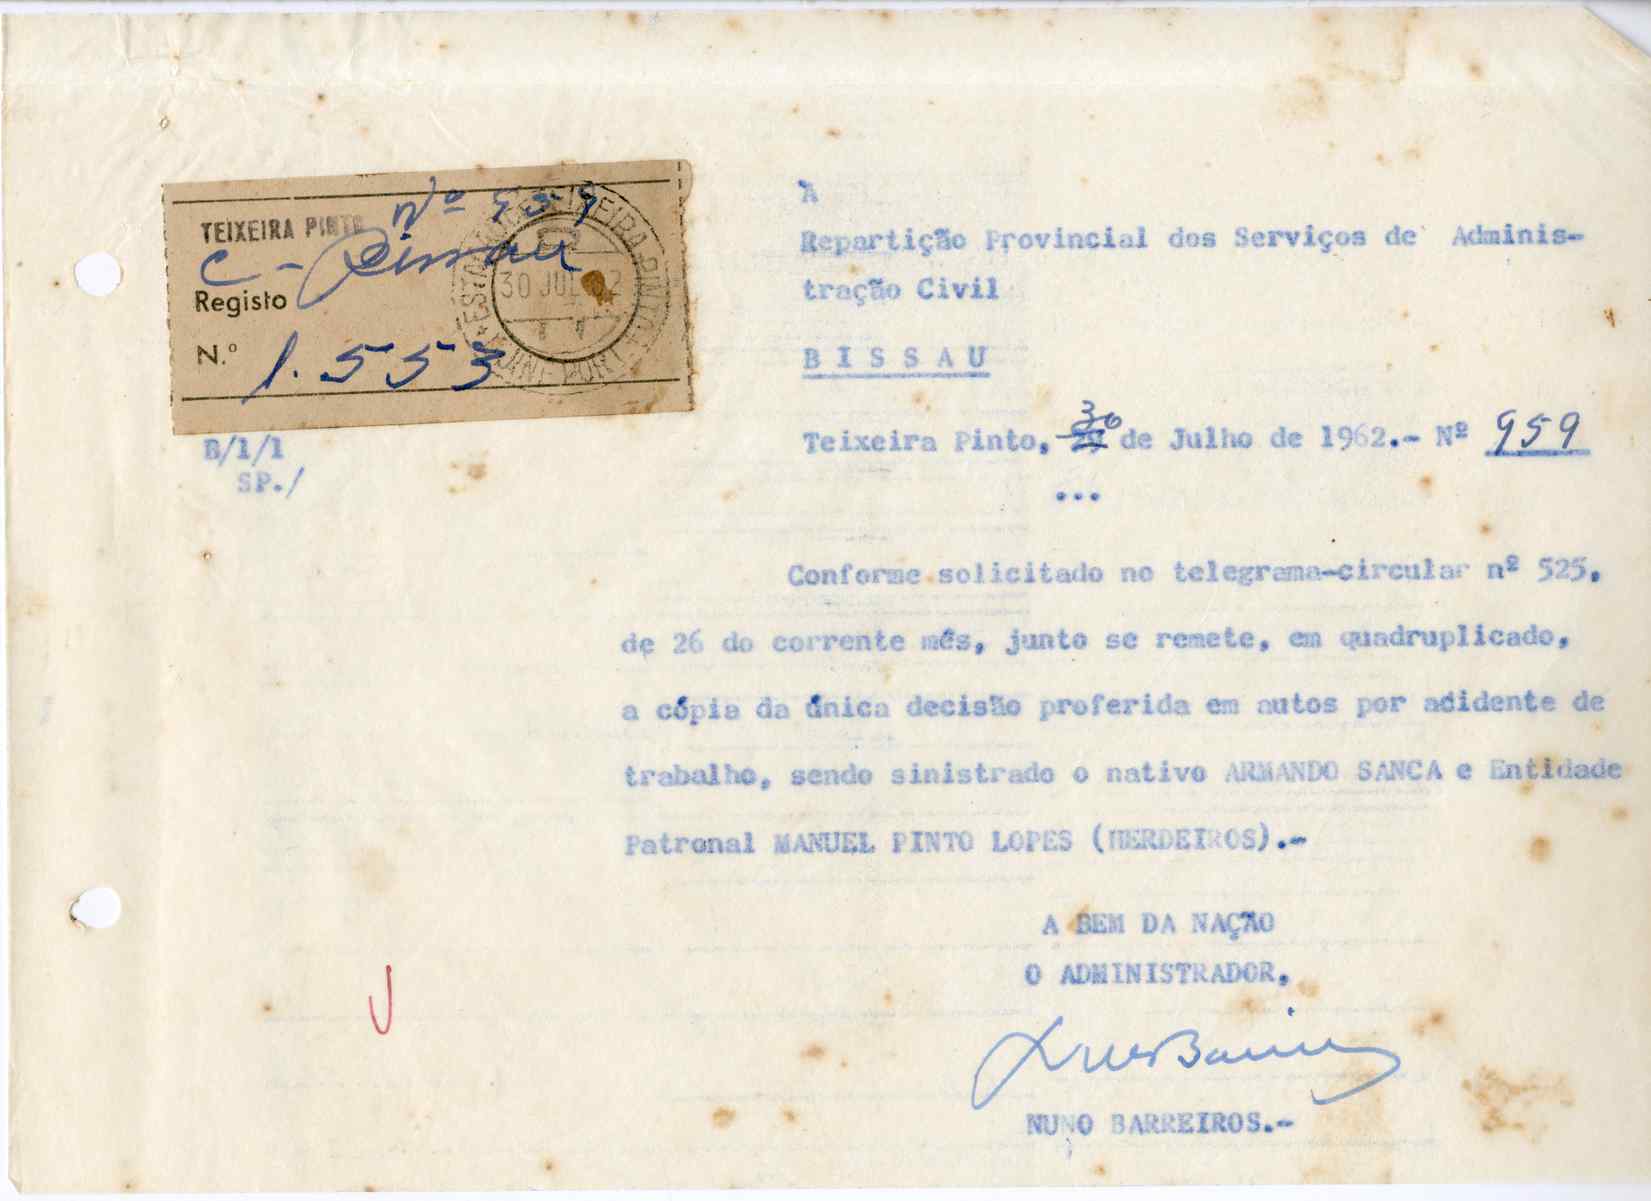 TEIXEIRA PINTO
Nº 959
C - Bissau
Registo
N.º 1.553
30 JUL 62
B/1/1
SP./
À
Repartição Provincial dos Serviços de Adminis-
tração Civil
B I S S A U
Teixeira Pinto, 30 de Julho de 1962.- Nº 959
...
Conforme solicitado no telegrama-circular nº 525,
de 26 do corrente mês, junto se remete, em quadruplicado,
a cópia da única decisão proferida em autos por acidente de
trabalho, sendo sinistrado o nativo ARMANDO SANCA e Entidade
Patronal MANUEL PINTO LOPES (HERDEIROS).-
A BEM DA NAÇÃO
O ADMINISTRADOR,
NUNO BARREIROS.-